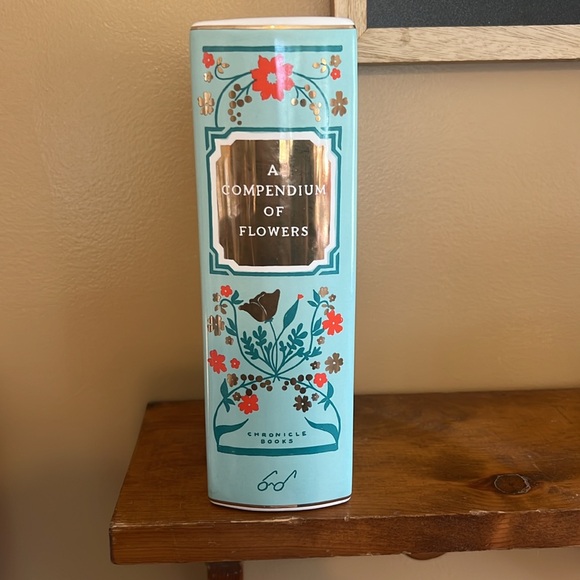 A
COMPENDIUM
OF
FLOWERS
CHRONICLE
BOOKS